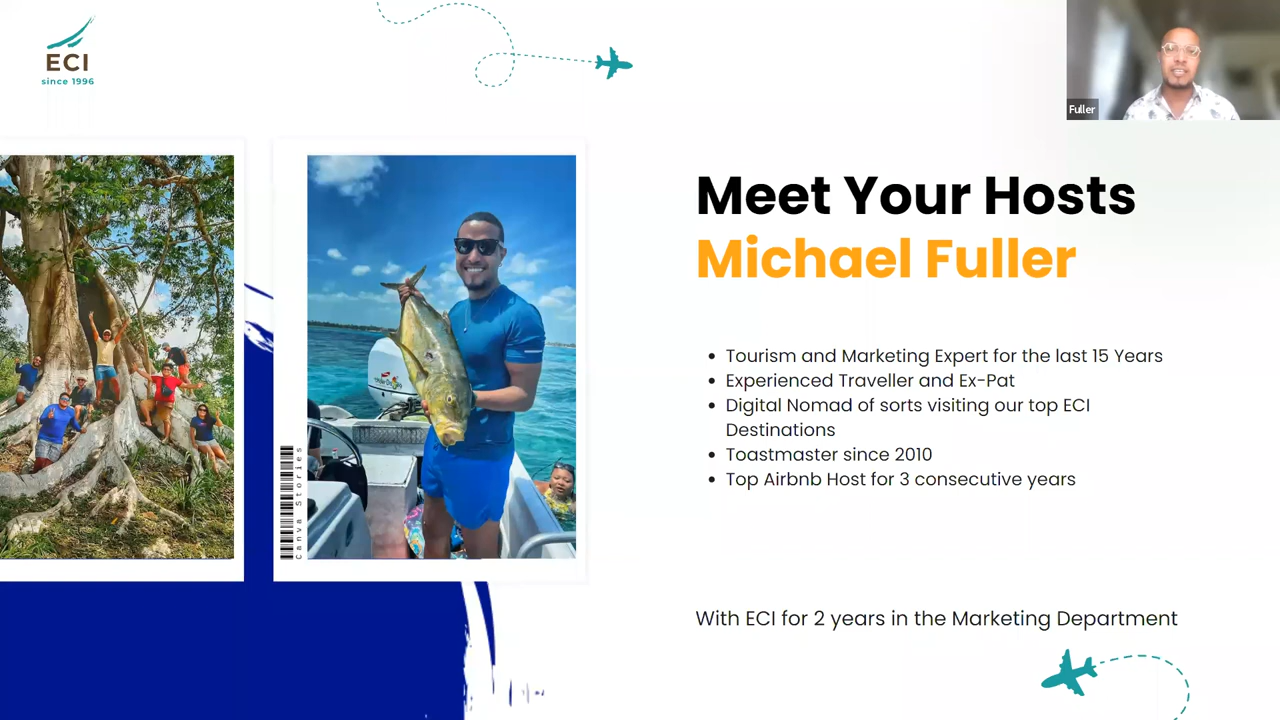 ECI
since 1996
Fuller
Meet Your Hosts
Michael Fuller
• Tourism and Marketing Expert for the last 15 Years
• Experienced Traveller and Ex-Pat
• Digital Nomad of sorts visiting our top ECI
Destinations
• Toastmaster since 2010
• Top Airbnb Host for 3 consecutive years
Canva Stories
With ECI for 2 years in the Marketing Department